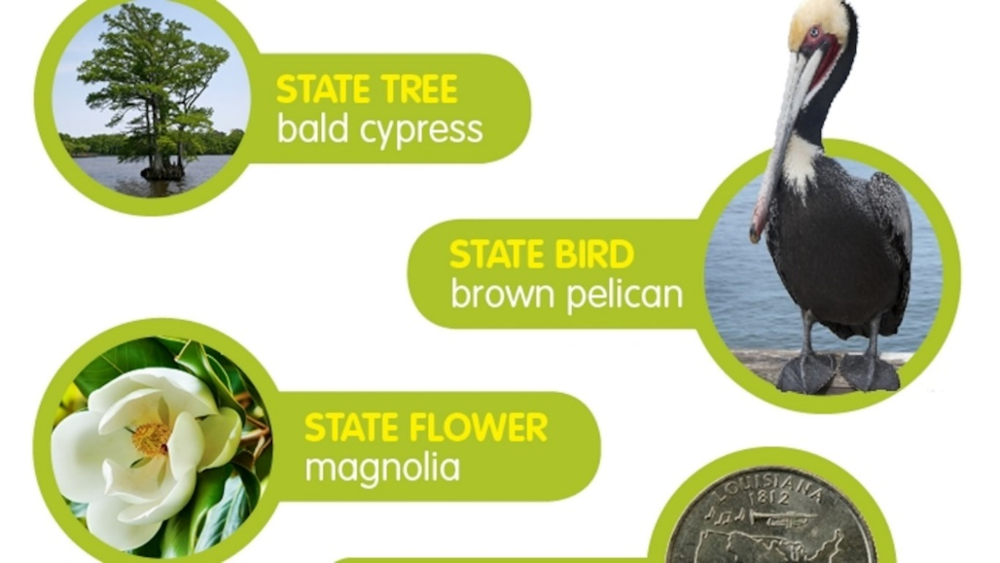 STATE TREE
bald cypress
STATE BIRD
brown pelican
STATE FLOWER
magnolia
LOUISIANA
1812